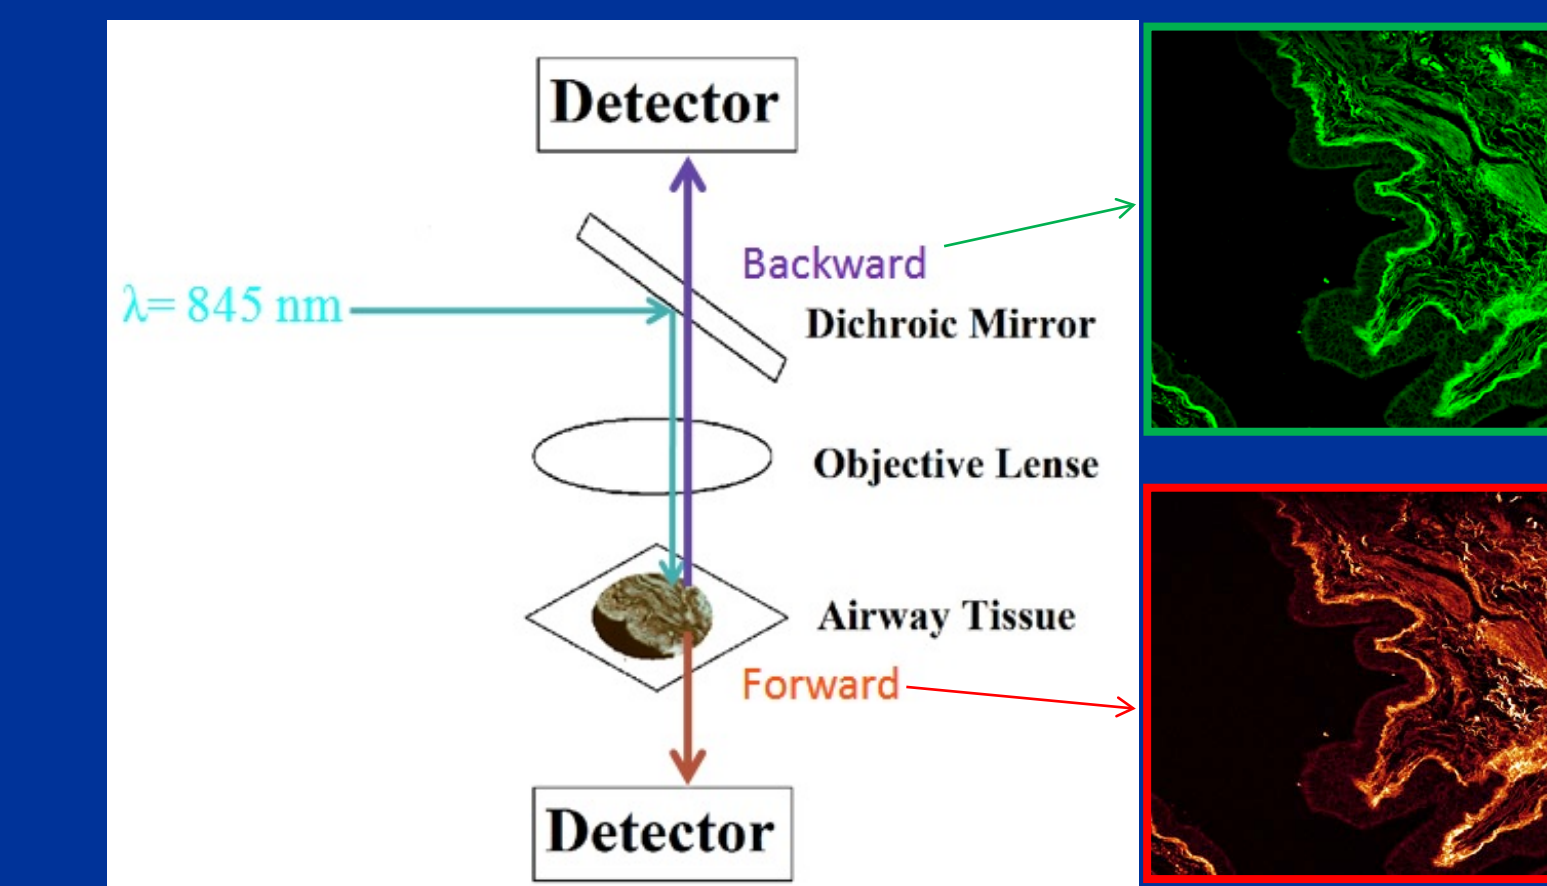 Detector
Backward
λ= 845 nm
Dichroic Mirror
Objective Lense
Airway Tissue
Forward
Detector